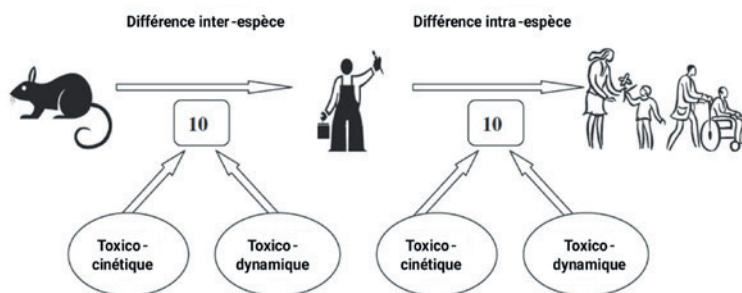 Différence inter-espèce
Différence intra-espèce
10
10
Toxico-
cinétique
Toxico-
dynamique
Toxico-
cinétique
Toxico-
dynamique